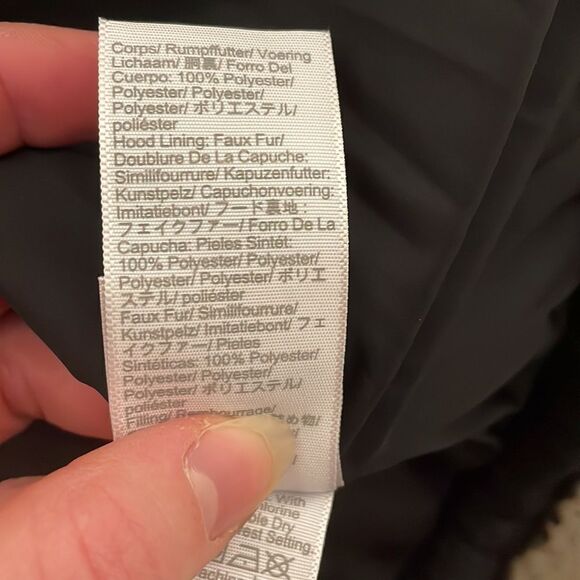 Corps/ Rumpffutter/ Voering
Lichaam/ 胴裏/ Forro Del
Cuerpo: 100% Polyester/
Polyester/ Polyester/
Polyester/ ポリエステル/
poliéster
Hood Lining: Faux Fur/
Doublure De La Capuche:
Similifourrure/ Kapuzenfutter:
Kunstpelz/ Capuchonvoering:
Imitatiebont/ フード裏地:
フェイクファー/ Forro De La
Capucha: Pieles Sintét:
100% Polyester/ Polyester/
Polyester/ Polyester/ ポリエ
ステル/ poliéster
Faux Fur/ Similifourrure/
Kunstpelz/ Imitatiebont/ フェ
イクファー/ Pieles
Sintéticas: 100% Polyester/
Polyester/ Polyester/
Polyester/ ポリエステル/
poliéster
Filling/
With
Dry
Setting.